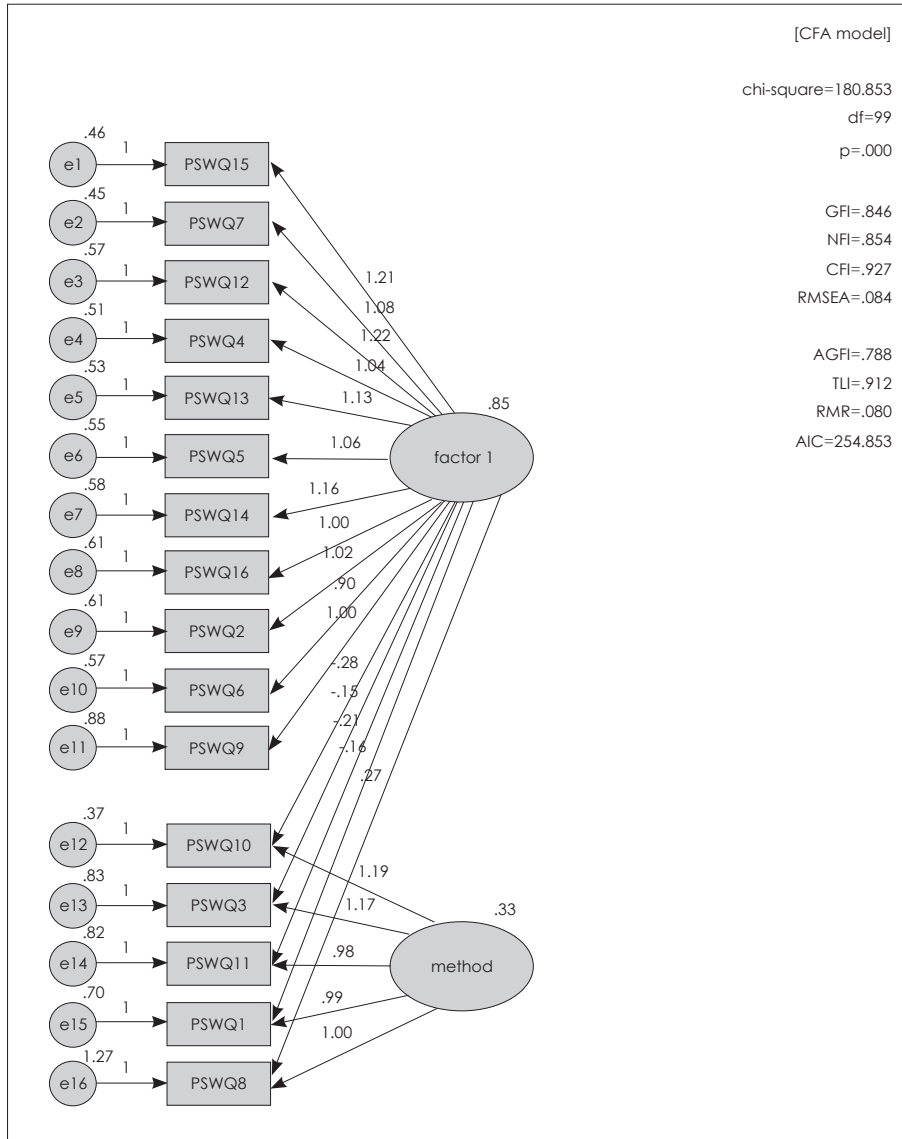 [CFA model]
chi-square=180.853
df=99
p=.000
GFI=.846
NFI=.854
CFI=.927
RMSEA=.084
AGFI=.788
TLI=.912
RMR=.080
AIC=254.853
.46
e1 1 PSWQ15
.45
e2 1 PSWQ7
.57
e3 1 PSWQ12
.51
e4 1 PSWQ4
.53
e5 1 PSWQ13
.55
e6 1 PSWQ5
.58
e7 1 PSWQ14
.61
e8 1 PSWQ16
.61
e9 1 PSWQ2
.57
e10 1 PSWQ6
.88
e11 1 PSWQ9
.37
e12 1 PSWQ10
.83
e13 1 PSWQ3
.82
e14 1 PSWQ11
.70
e15 1 PSWQ1
1.27
e16 1 PSWQ8
1.21
1.08
1.22
1.04
1.13
1.06
1.16
1.00
1.02
.90
1.00
-.28
-.15
-.21
-.16
.27
.85
factor 1
1.19
1.17
.98
.99
1.00
.33
method